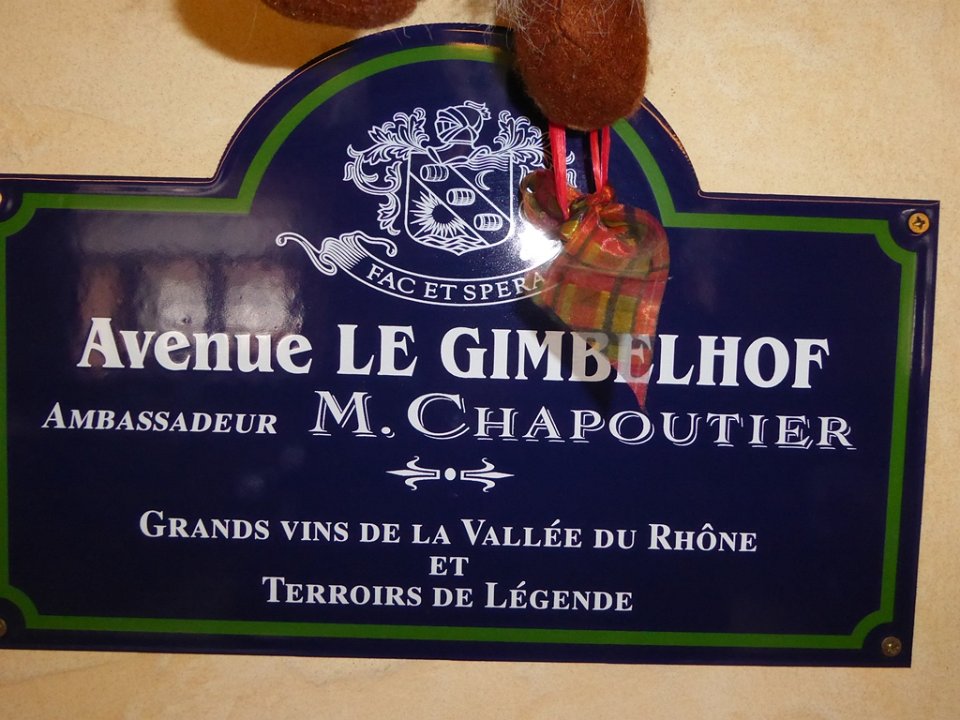 FAC ET SPERA
Avenue LE GIMBELHOF
AMBASSADEUR M. CHAPOUTIER
GRANDS VINS DE LA VALLÉE DU RHÔNE
ET
TERROIRS DE LÉGENDE